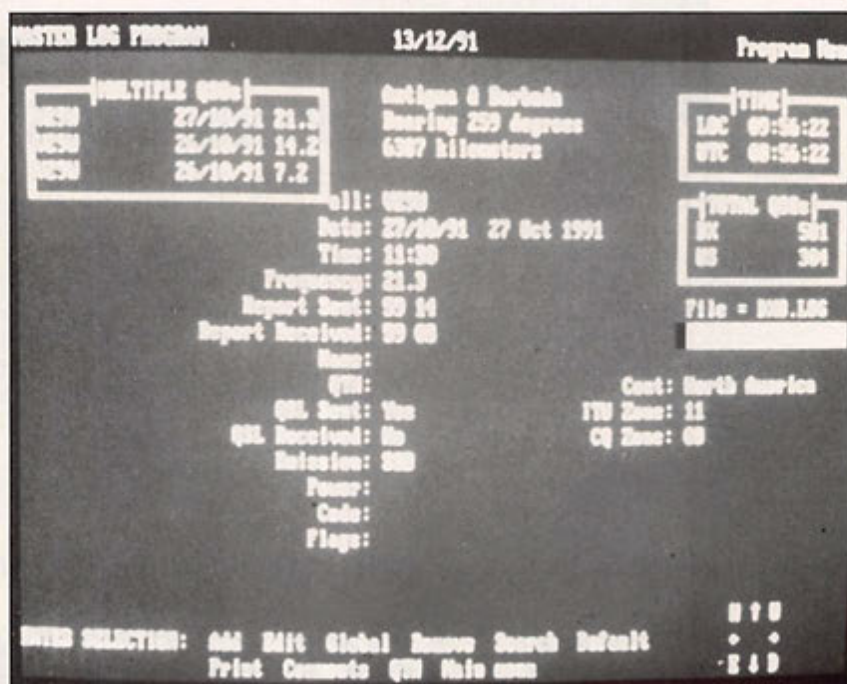 MASTER LOG PROGRAM 13/12/91 Program
MULTIPLE QSOs
27/10/91 21.3
26/10/91 14.2
26/10/91 7.2
Antigua & Barbuda
Bearing 259 degrees
6307 kilometers
TIME
LOC 09:56:22
UTC 08:56:22
TOTAL QSOs
DX
US 304
Call:
Date: 27/10/91 27 Oct 1991
Time: 11:30
Frequency: 21.3
Report Sent: 59 14
Report Received: 59 08
Name:
QTH:
QSL Sent: Yes
QSL Received: No
Emission: SSB
Power:
Code:
Flags:
File =
Cont: North America
ITU Zone: 11
CQ Zone: 08
ENTER SELECTION: Add Edit Global Remove Search Default
Print Comments QTH Main menu